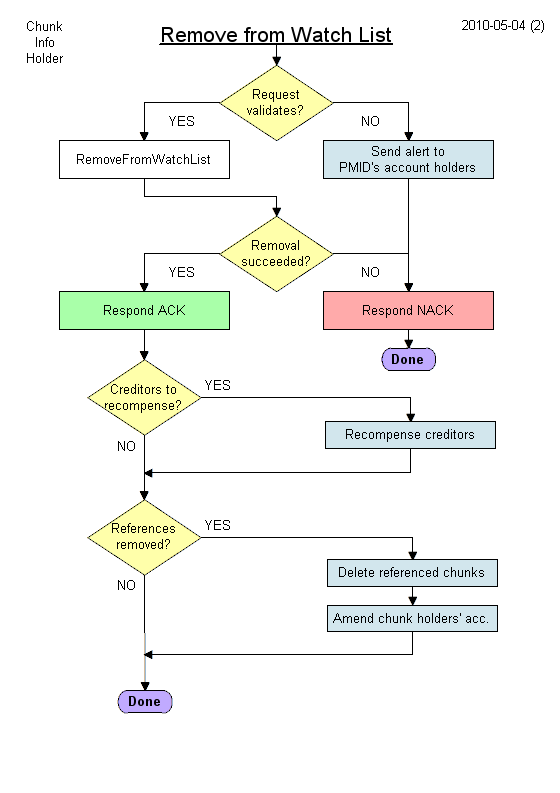 Chunk
Info
Holder
Remove from Watch List
2010-05-04 (2)
Request
validates?
YES
NO
RemoveFromWatchList
Send alert to
PMID's account holders
Removal
succeeded?
YES
NO
Respond ACK
Respond NACK
Done
Creditors to
recompense?
YES
NO
Recompense creditors
References
removed?
YES
NO
Delete referenced chunks
Amend chunk holders' acc.
Done